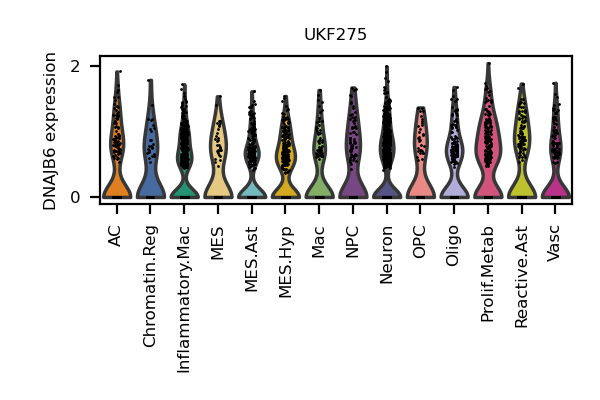 UKF275
DNAJB6 expression
2
0
AC
Chromatin.Reg
Inflammatory.Mac
MES
MES.Ast
MES.Hyp
Mac
NPC
Neuron
OPC
Oligo
Prolif.Metab
Reactive.Ast
Vasc